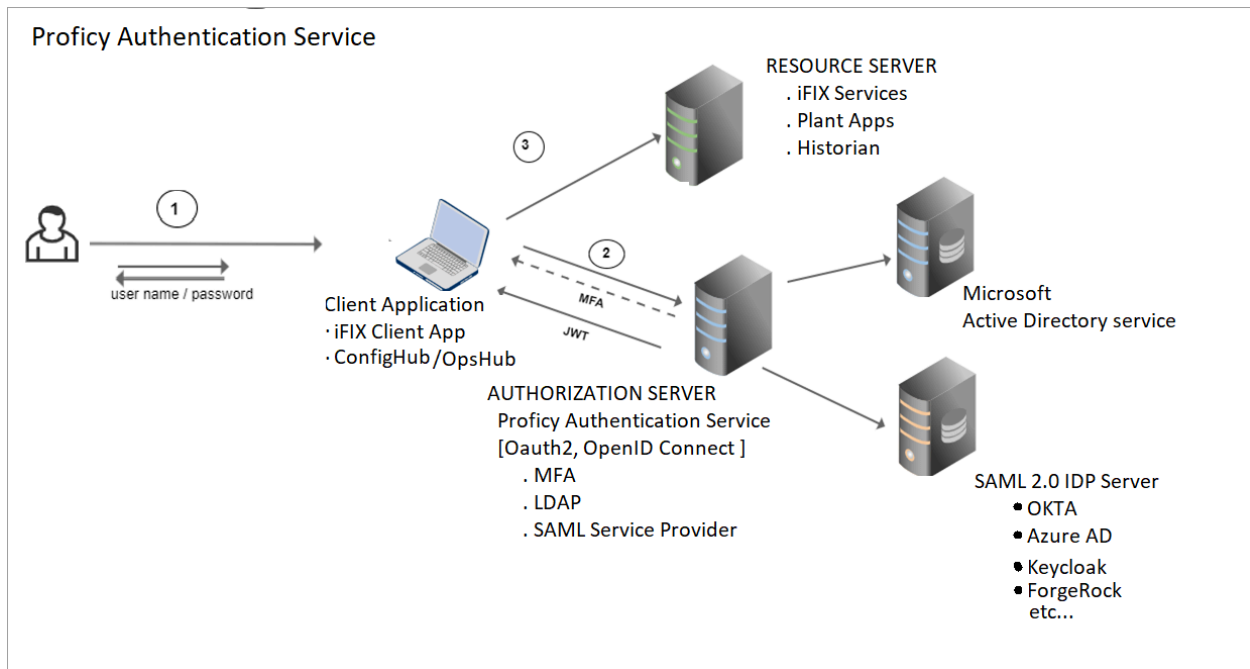 Proficy Authentication Service
RESOURCE SERVER
. iFIX Services
. Plant Apps
. Historian
3
1
user name / password
2
MFA
JWT
Client Application
· iFIX Client App
· ConfigHub/OpsHub
Microsoft
Active Directory service
AUTHORIZATION SERVER
Proficy Authentication Service
[Oauth2, OpenID Connect ]
. MFA
. LDAP
. SAML Service Provider
SAML 2.0 IDP Server
• OKTA
• Azure AD
• Keycloak
• ForgeRock
etc...